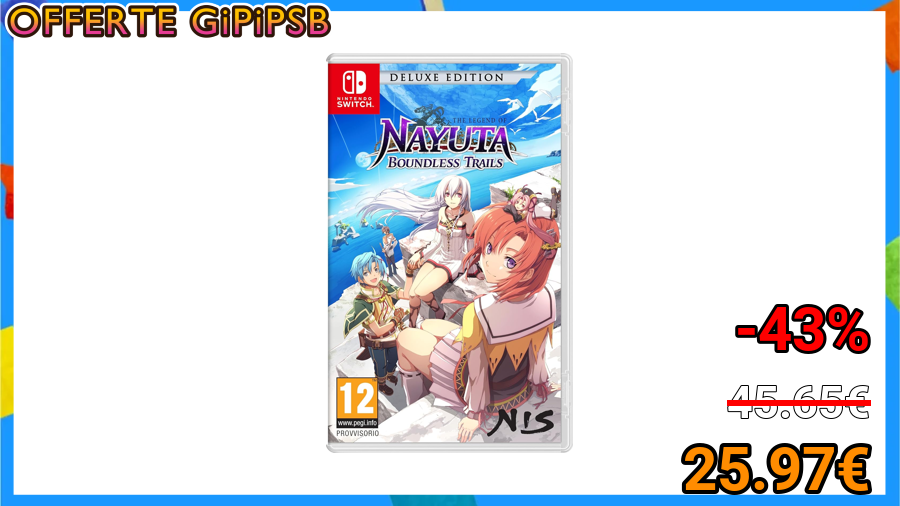 OFFERTE GiPiPSB
NINTENDO
SWITCH.
DELUXE EDITION
THE LEGEND OF
NAYUTA
BOUNDLESS TRAILS
12
www.pegi.info
PROVVISORIO
NIS
-43%
45.65€
25.97€